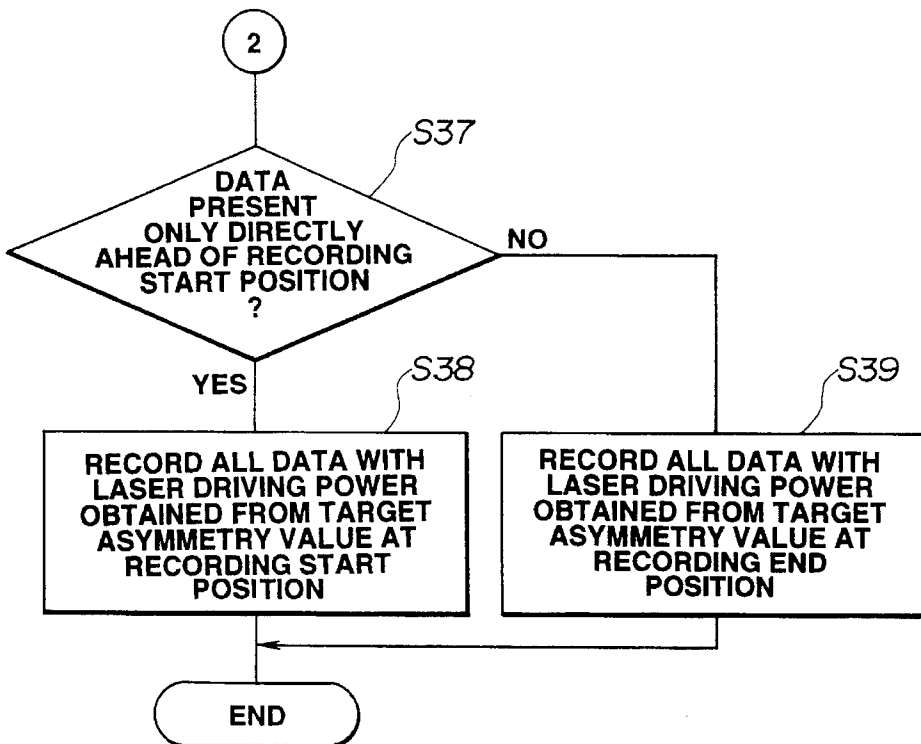 2
S37
DATA
PRESENT
ONLY DIRECTLY
AHEAD OF RECORDING
START POSITION
?
NO
YES
S38
RECORD ALL DATA WITH
LASER DRIVING POWER
OBTAINED FROM TARGET
ASYMMETRY VALUE AT
RECORDING START
POSITION
S39
RECORD ALL DATA WITH
LASER DRIVING POWER
OBTAINED FROM TARGET
ASYMMETRY VALUE AT
RECORDING END
POSITION
END